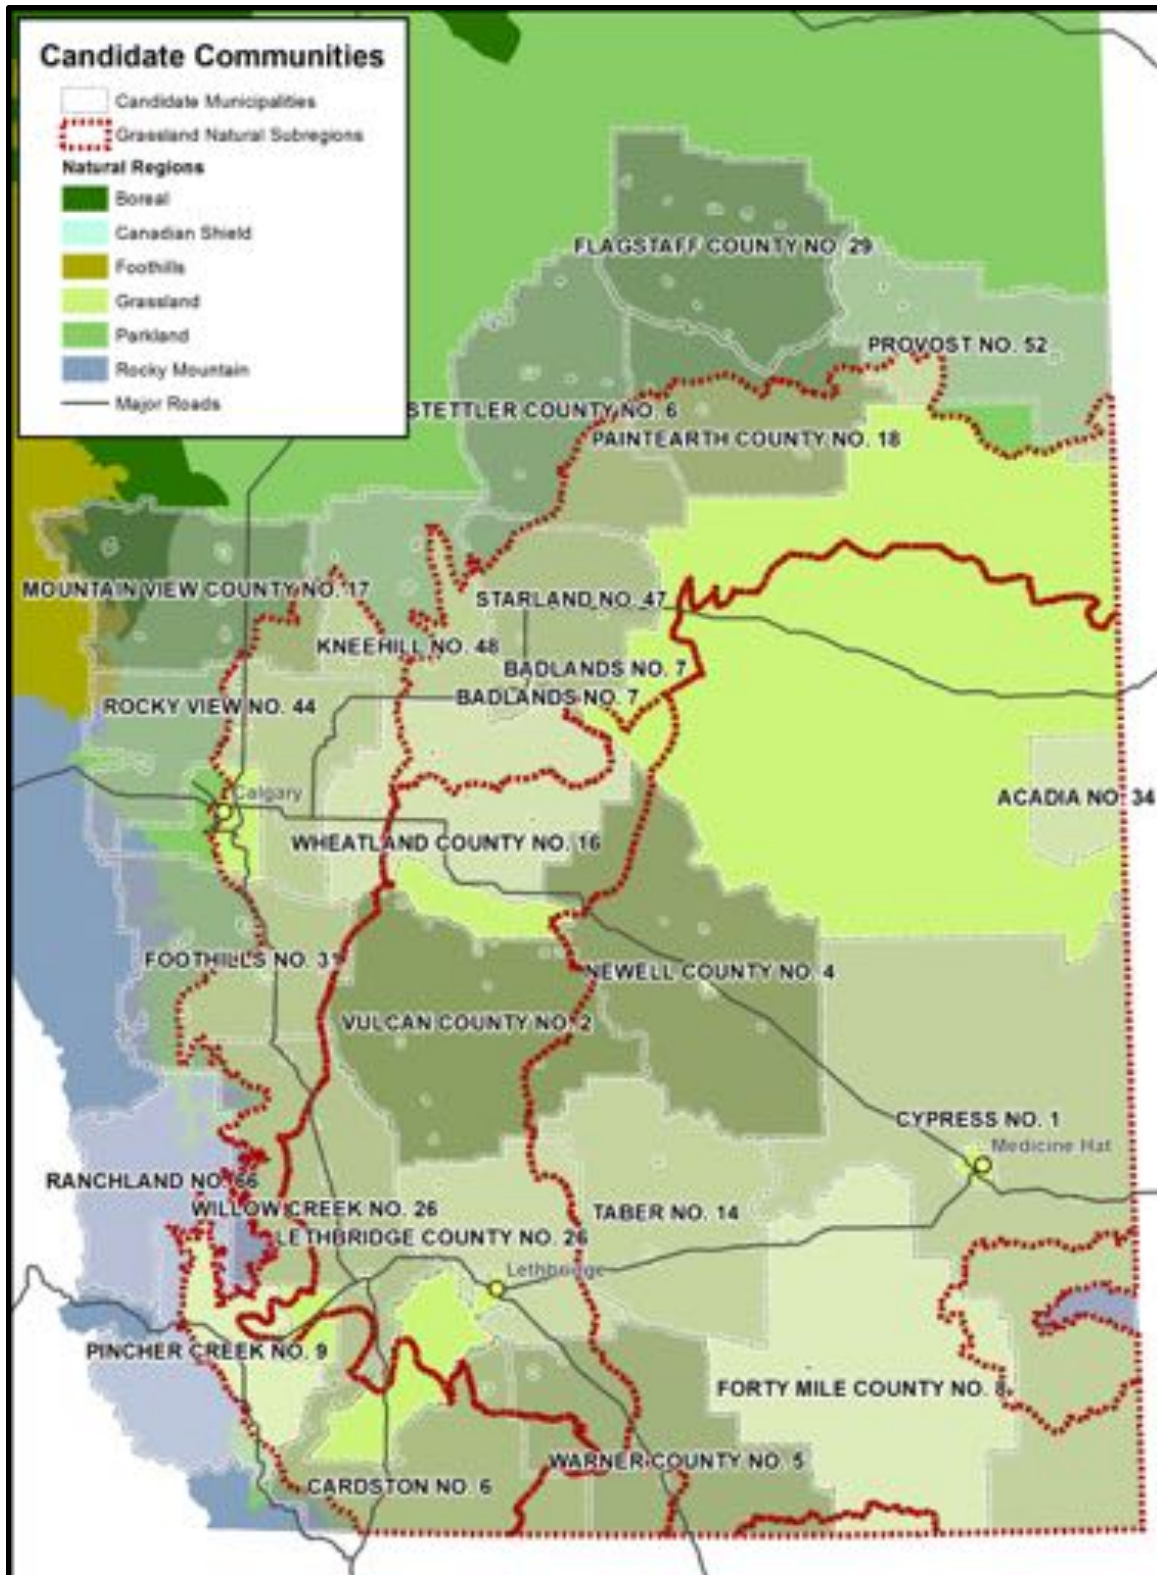 Candidate Communities
Candidate Municipalities
Grassland Natural Subregions
Natural Regions
Boreal
Canadian Shield
Foothills
Grassland
Parkland
Rocky Mountain
Major Roads
FLAGSTAFF COUNTY NO. 29
PROVOST NO. 52
STETTLER COUNTY NO. 6
PAINTEARTH COUNTY NO. 18
MOUNTAIN VIEW COUNTY NO. 17
STARLAND NO. 47
KNEEHILL NO. 48
BADLANDS NO. 7
BADLANDS NO. 7
ROCKY VIEW NO. 44
Calgary
ACADIA NO. 34
WHEATLAND COUNTY NO. 16
FOOTHILLS NO. 31
NEWELL COUNTY NO. 4
VULCAN COUNTY NO. 2
CYPRESS NO. 1
Medicine Hat
RANCHLAND NO. 66
WILLOW CREEK NO. 26
TABER NO. 14
LETHBRIDGE COUNTY NO. 26
Lethbridge
PINCHER CREEK NO. 9
FORTY MILE COUNTY NO. 8
WARNER COUNTY NO. 5
CARDSTON NO. 6